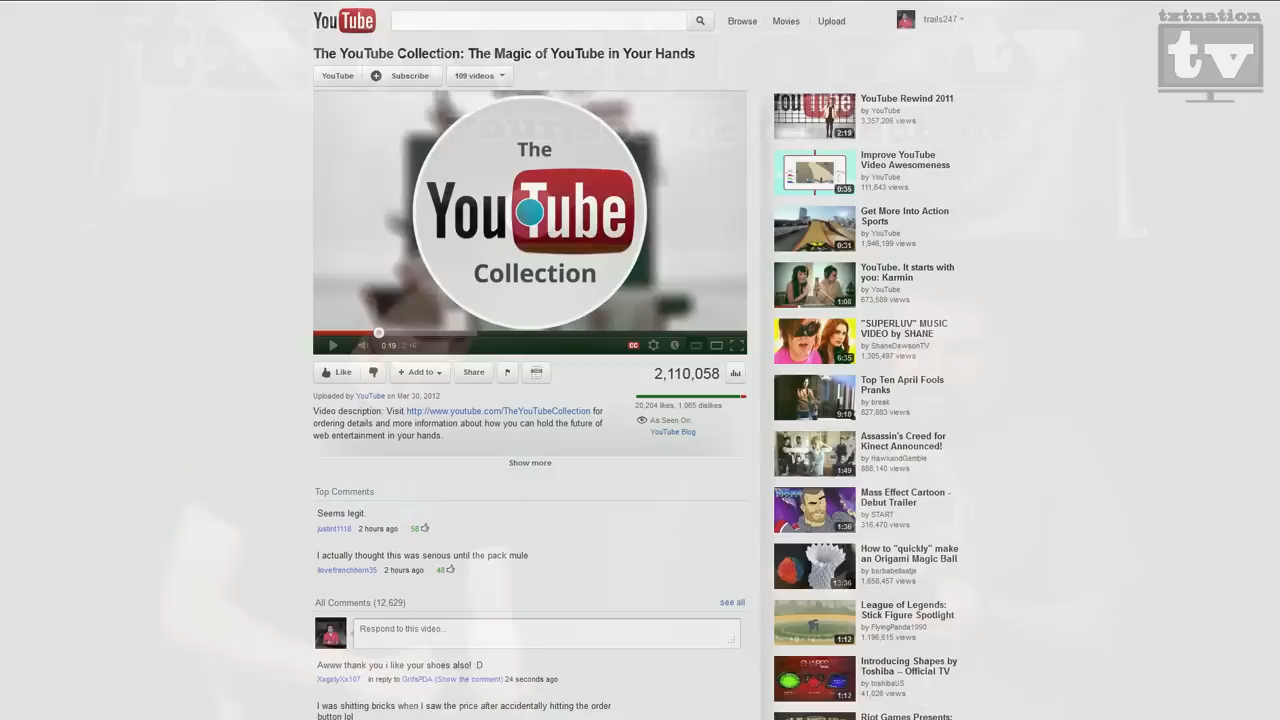 YouTube
Browse
Movies
Upload
trails247
txtnation
tv
The YouTube Collection: The Magic of YouTube in Your Hands
YouTube
Subscribe
109 videos
The
YouTube
Collection
CC
Like
Add to
Share
2,110,058
Uploaded by YouTube on Mar 30, 2012
20,204 likes, 1,065 dislikes
Video description: Visit http://www.youtube.com/TheYouTubeCollection for
ordering details and more information about how you can hold the future of
web entertainment in your hands.
As Seen On:
YouTube Blog
Show more
Top Comments
Seems legit.
justint1118 2 hours ago 58
I actually thought this was serious until the pack mule
ilovefrenchhorn35 2 hours ago 48
All Comments (12,629)
see all
Respond to this video...
Awww thank you i like your shoes also! :D
XxgirlyXx107 in reply to GrifsPDA (Show the comment) 24 seconds ago
I was shitting bricks when I saw the price after accidentally hitting the order
button lol
YouTube Rewind 2011
by YouTube
3,357,206 views
2:19
Improve YouTube
Video Awesomeness
by YouTube
111,643 views
0:35
Get More Into Action
Sports
by YouTube
1,946,199 views
0:31
YouTube. It starts with
you: Karmin
by YouTube
673,589 views
1:08
"SUPERLUV" MUSIC
VIDEO by SHANE
by ShaneDawsonTV
1,305,497 views
6:35
Top Ten April Fools
Pranks
by break
827,883 views
9:18
Assassin's Creed for
Kinect Announced!
by HawkandGamble
888,140 views
1:49
Mass Effect Cartoon -
Debut Trailer
by START
316,470 views
1:36
How to "quickly" make
an Origami Magic Ball
by barbabellaatje
1,658,457 views
13:36
League of Legends:
Stick Figure Spotlight
by FlyingPanda1990
1,196,615 views
1:12
Introducing Shapes by
Toshiba -- Official TV
by toshibaUS
41,026 views
1:12
Riot Games Presents: